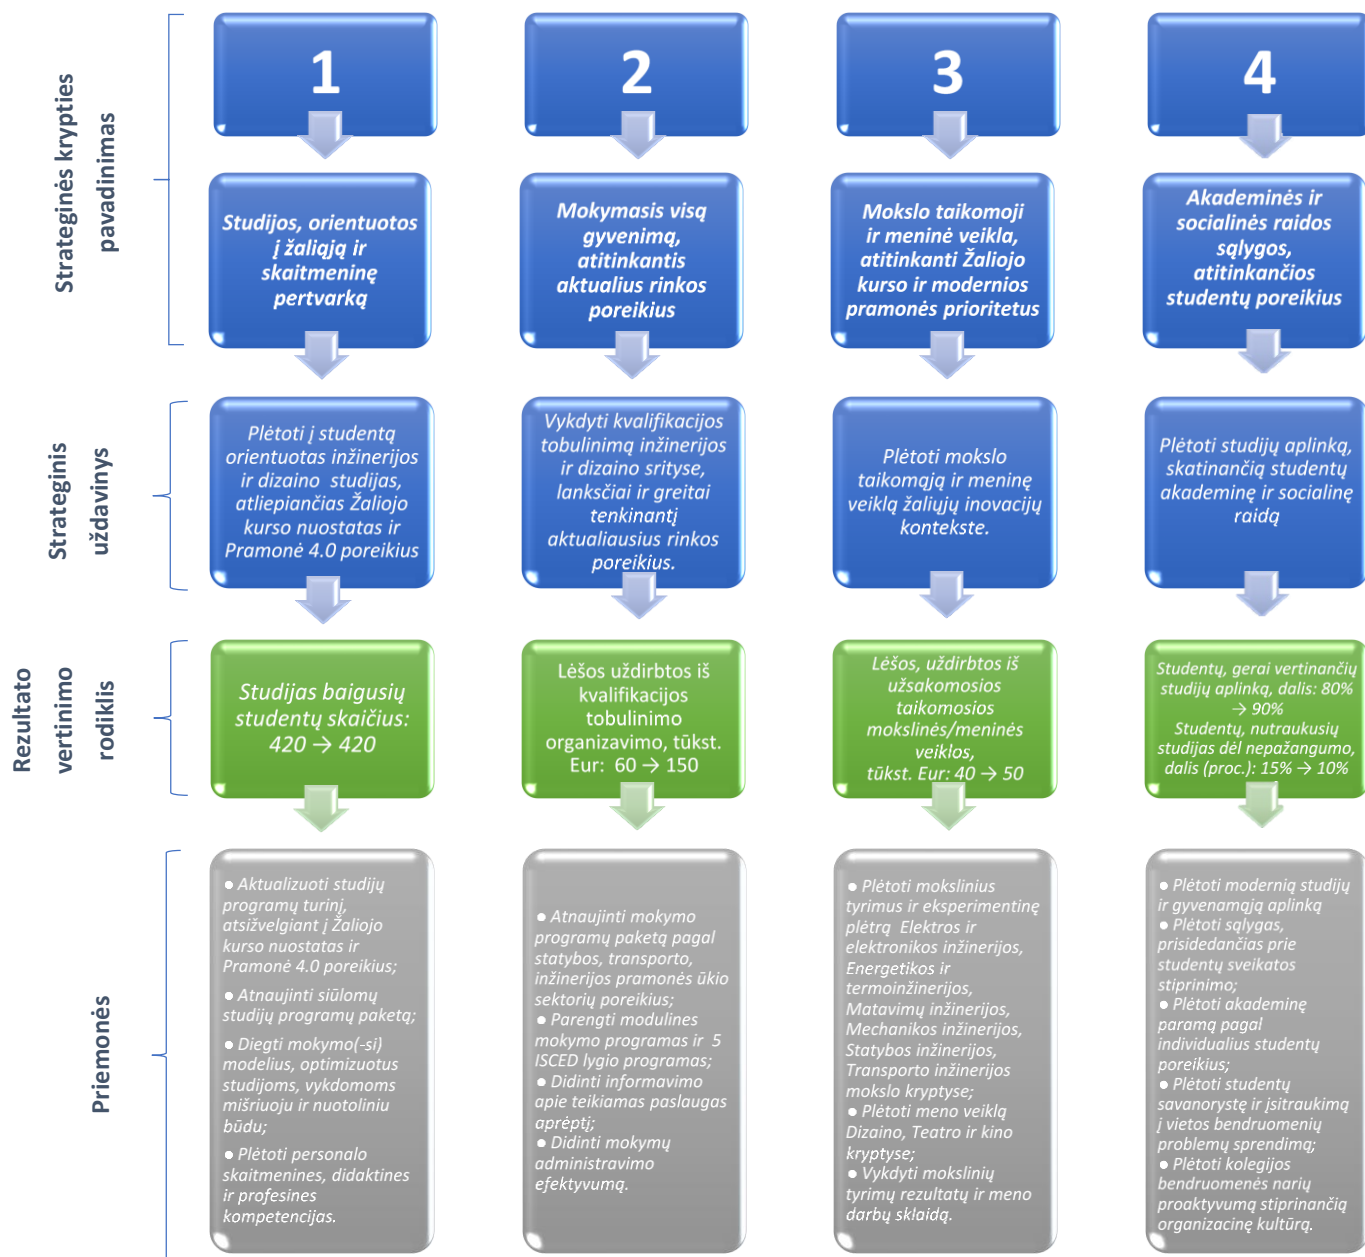 Strateginės krypties
pavadinimas
1
2
3
4
Studijos, orientuotos
į žaliąją ir
skaitmeninę
pertvarką
Mokymasis visą
gyvenimą,
atitinkantis
aktualius rinkos
poreikius
Mokslo taikomoji
ir meninė veikla,
atitinkanti Žaliojo
kurso ir modernios
pramonės prioritetus
Akademinės ir
socialinės raidos
sąlygos,
atitinkančios
studentų poreikius
Strateginis
uždavinys
Plėtoti į studentą
orientuotas inžinerijos
ir dizaino studijas,
atliepiančias Žaliojo
kurso nuostatas ir
Pramonė 4.0 poreikius
Vykdyti kvalifikacijos
tobulinimą inžinerijos
ir dizaino srityse,
lanksčiai ir greitai
tenkinantį
aktualiausius rinkos
poreikius.
Plėtoti mokslo
taikomąją ir meninę
veiklą žaliųjų inovacijų
kontekste.
Plėtoti studijų aplinką,
skatinančią studentų
akademinę ir socialinę
raidą
Rezultato
vertinimo
rodiklis
Studijas baigusių
studentų skaičius:
420 → 420
Lėšos uždirbtos iš
kvalifikacijos
tobulinimo
organizavimo, tūkst.
Eur: 60 → 150
Lėšos, uždirbtos iš
užsakomosios
taikomosios
mokslinės/meninės
veiklos,
tūkst. Eur: 40 → 50
Studentų, gerai vertinančių
studijų aplinką, dalis: 80%
→ 90%
Studentų, nutraukusių
studijas dėl nepažangumo,
dalis (proc.): 15% → 10%
Priemonės
● Aktualizuoti studijų
programų turinį,
atsižvelgiant į Žaliojo
kurso nuostatas ir
Pramonė 4.0 poreikius;
● Atnaujinti siūlomų
studijų programų paketą;
● Diegti mokymo(-si)
modelius, optimizuotus
studijoms, vykdomoms
mišriuoju ir nuotoliniu
būdu;
● Plėtoti personalo
skaitmenines, didaktines
ir profesines
kompetencijas.
● Atnaujinti mokymo
programų paketą pagal
statybos, transporto,
inžinerijos pramonės ūkio
sektorių poreikius;
● Parengti modulines
mokymo programas ir 5
ISCED lygio programas;
● Didinti informavimo
apie teikiamas paslaugas
aprėptį;
● Didinti mokymų
administravimo
efektyvumą.
● Plėtoti mokslinius
tyrimus ir eksperimentinę
plėtrą Elektros ir
elektronikos inžinerijos,
Energetikos ir
termoinžinerijos,
Matavimų inžinerijos,
Mechanikos inžinerijos,
Statybos inžinerijos,
Transporto inžinerijos
mokslo kryptyse;
● Plėtoti meno veiklą
Dizaino, Teatro ir kino
kryptyse;
● Vykdyti mokslinių
tyrimų rezultatų ir meno
darbų sklaidą.
● Plėtoti modernią studijų
ir gyvenamąją aplinką
● Plėtoti sąlygas,
prisidedančias prie
studentų sveikatos
stiprinimo;
● Plėtoti akademinę
paramą pagal
individualius studentų
poreikius;
● Plėtoti studentų
savanorystę ir įsitraukimą
į vietos bendruomenių
problemų sprendimą;
● Plėtoti kolegijos
bendruomenės narių
proaktyvumą stiprinančią
organizacinę kultūrą.